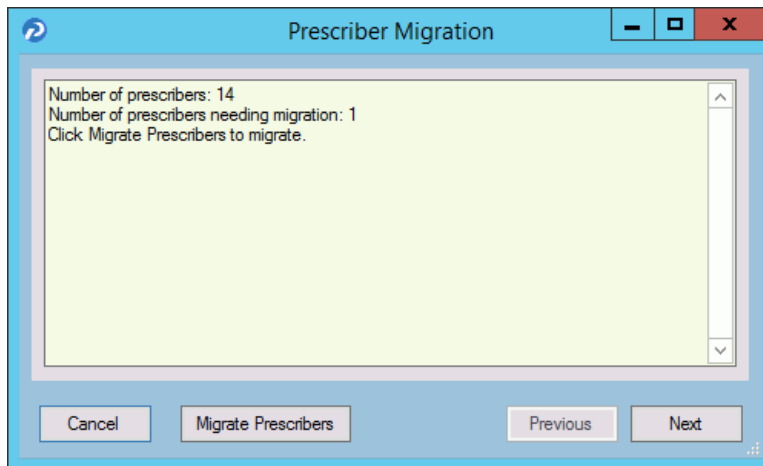 Prescriber Migration
Number of prescribers: 14
Number of prescribers needing migration: 1
Click Migrate Prescribers to migrate.
Cancel
Migrate Prescribers
Previous
Next